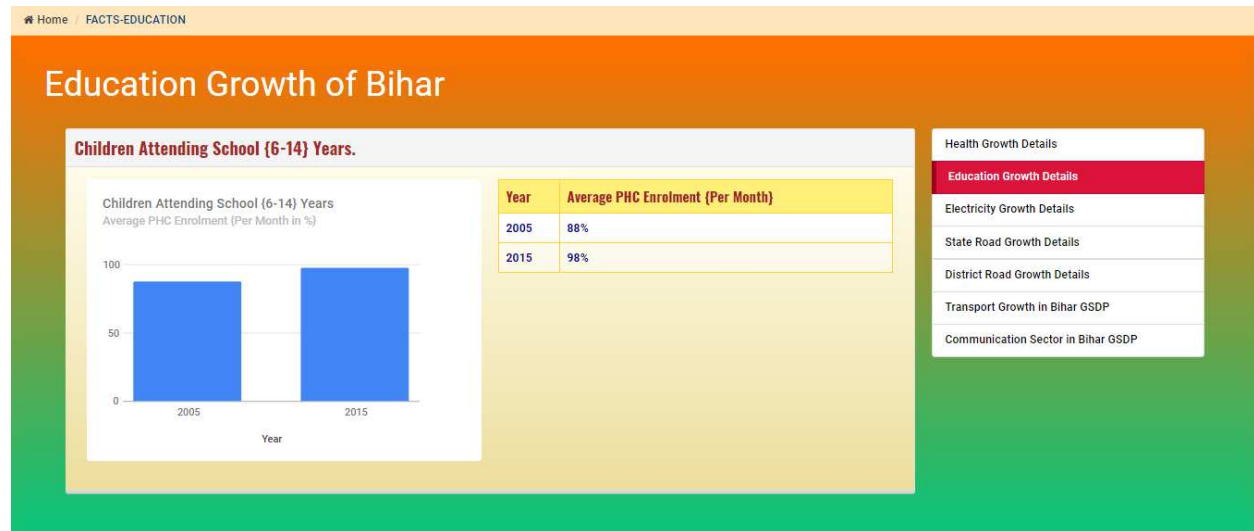 Home / FACTS-EDUCATION
Education Growth of Bihar
Children Attending School {6-14} Years.
Children Attending School {6-14} Years
Average PHC Enrolment {Per Month in %}
100
50
0
2005 2015
Year
Year Average PHC Enrolment {Per Month}
2005 88%
2015 98%
Health Growth Details
Education Growth Details
Electricity Growth Details
State Road Growth Details
District Road Growth Details
Transport Growth in Bihar GSDP
Communication Sector in Bihar GSDP